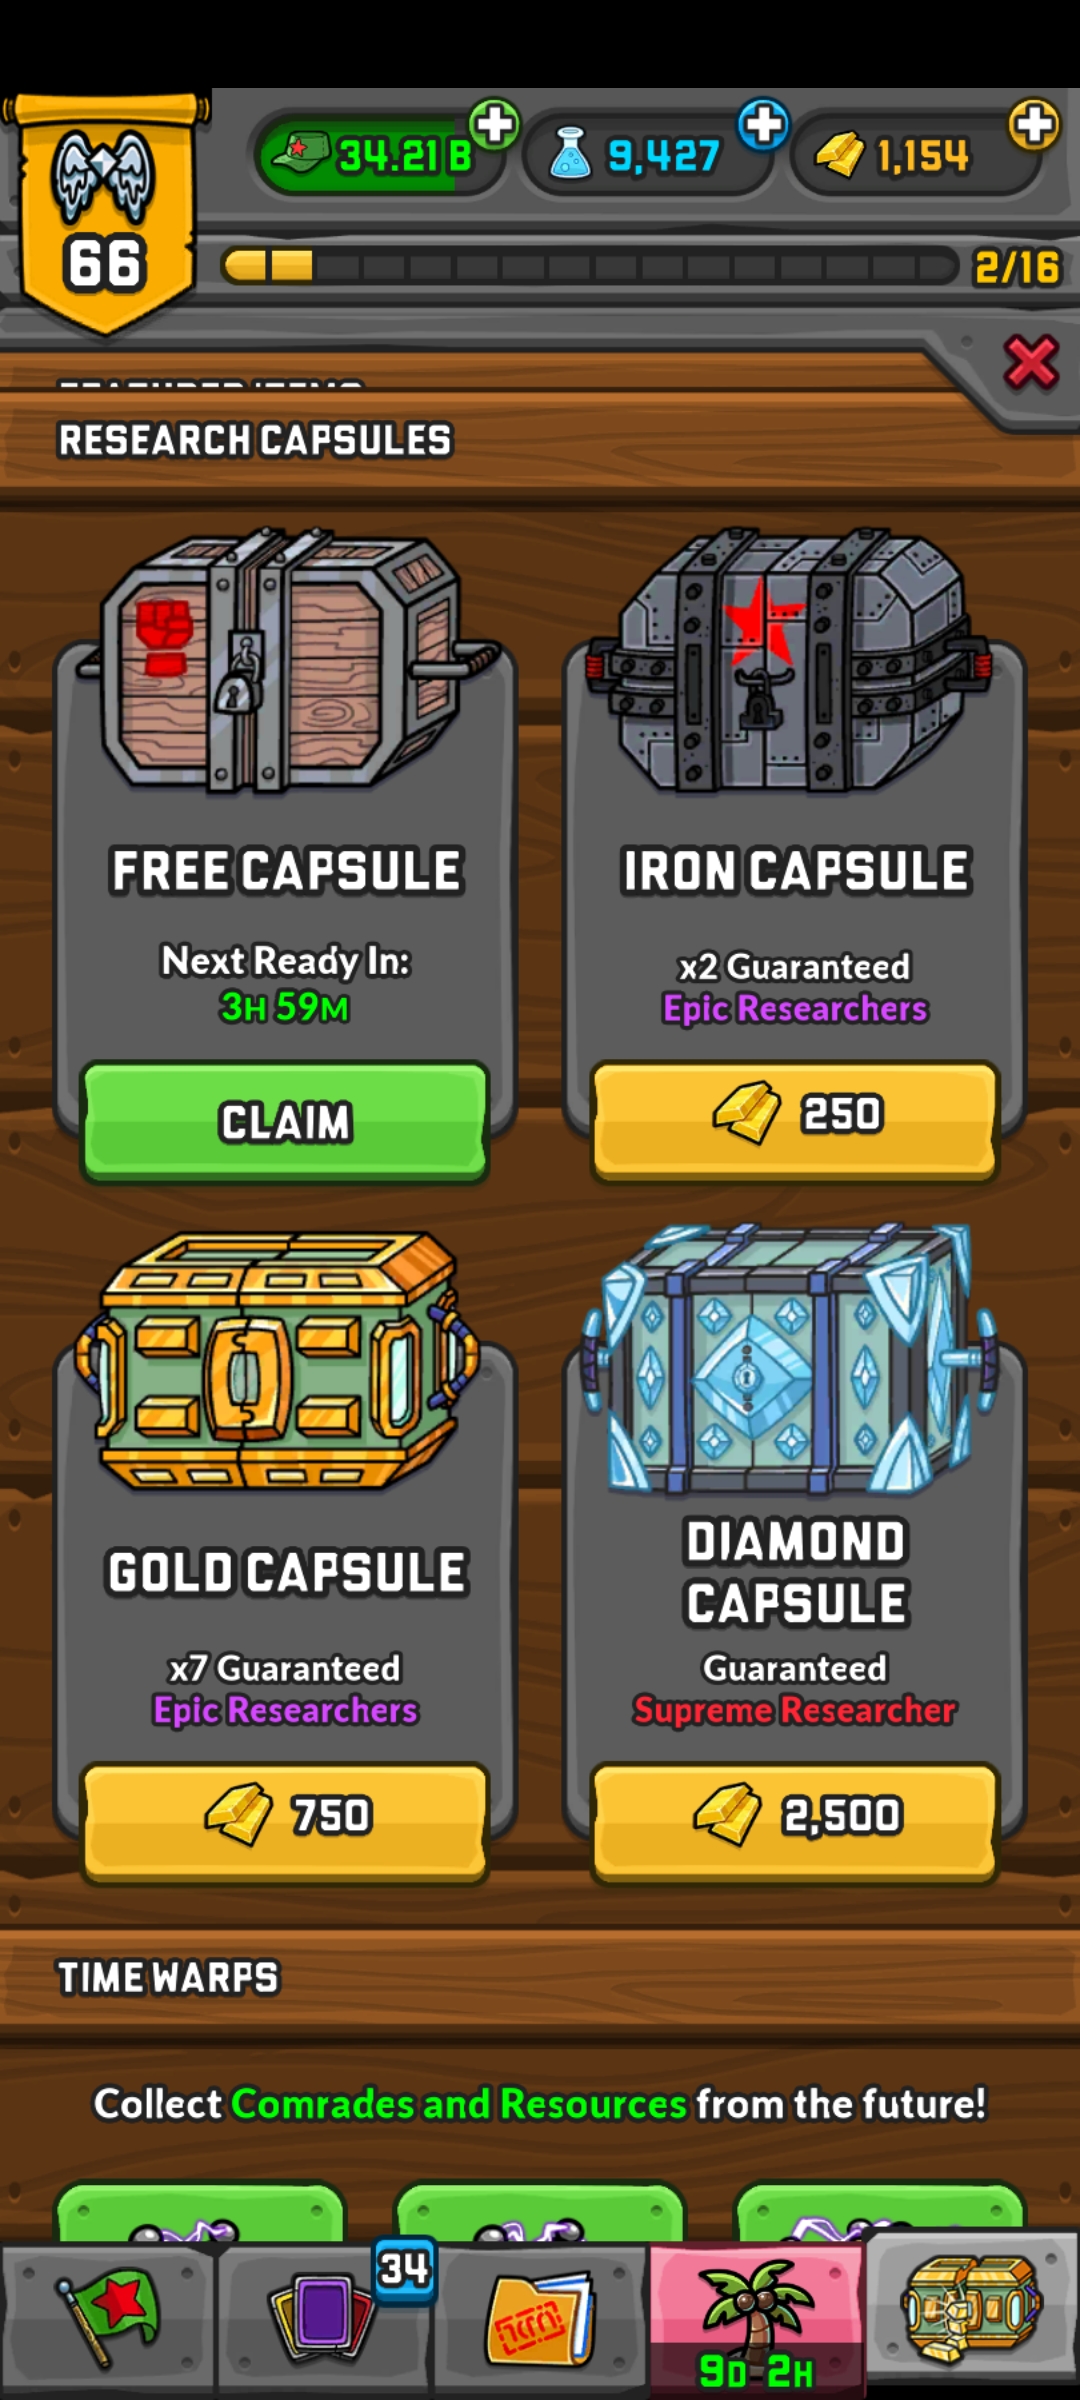 34.21 B
9,427
1,154
66
2/16
FEATURED ITEMS
RESEARCH CAPSULES
FREE CAPSULE
Next Ready In:
3H 59M
CLAIM
IRON CAPSULE
x2 Guaranteed
Epic Researchers
250
GOLD CAPSULE
x7 Guaranteed
Epic Researchers
750
DIAMOND
CAPSULE
Guaranteed
Supreme Researcher
2,500
TIME WARPS
Collect Comrades and Resources from the future!
34
9D 2H